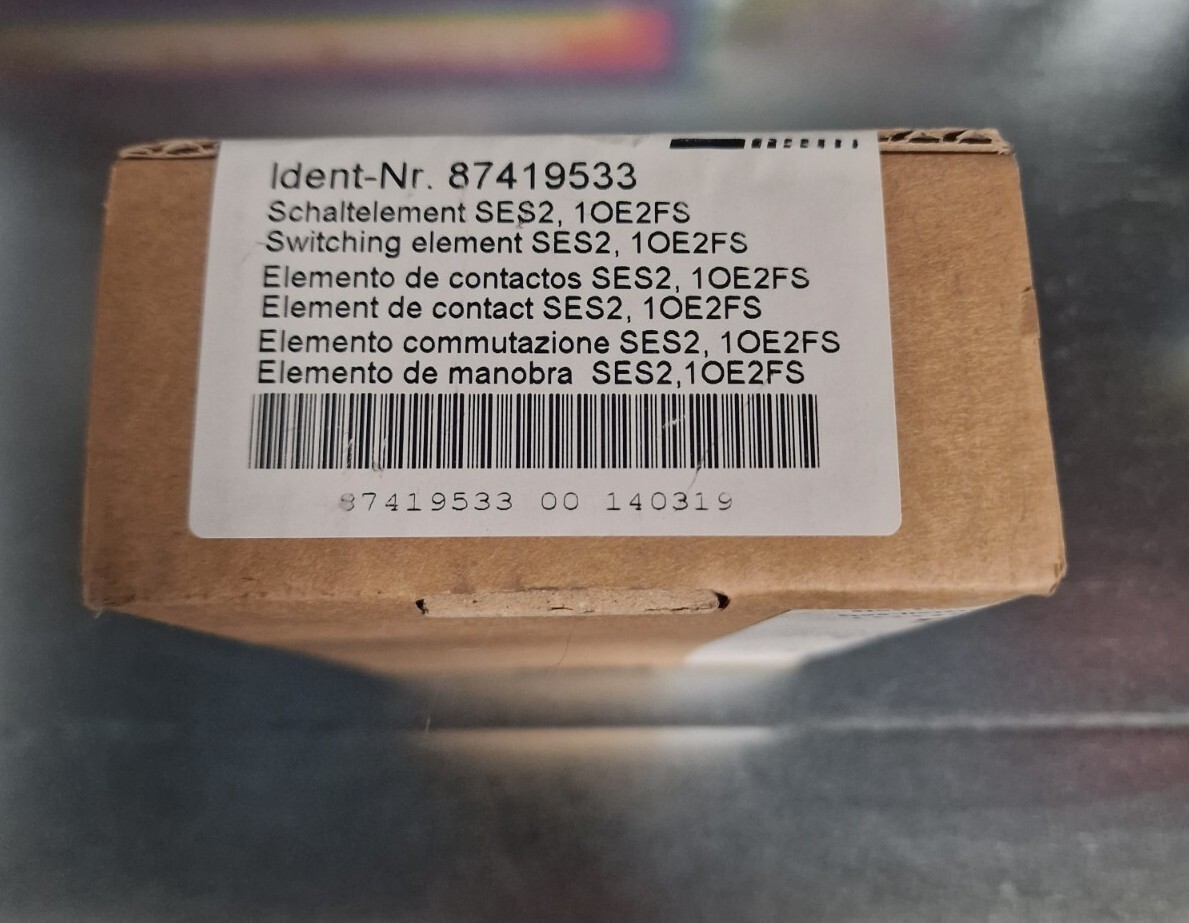 Ident-Nr. 87419533
Schaltelement SES2, 1OE2FS
Switching element SES2, 1OE2FS
Elemento de contactos SES2, 1OE2FS
Element de contact SES2, 1OE2FS
Elemento commutazione SES2, 1OE2FS
Elemento de manobra SES2,1OE2FS
87419533 00 140319